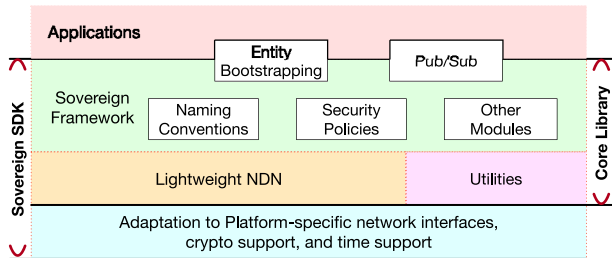 Applications
Entity
Bootstrapping
Pub/Sub
Sovereign
Framework
Naming
Conventions
Security
Policies
Other
Modules
Lightweight NDN
Utilities
Adaptation to Platform-specific network interfaces,
crypto support, and time support
Sovereign SDK
Core Library